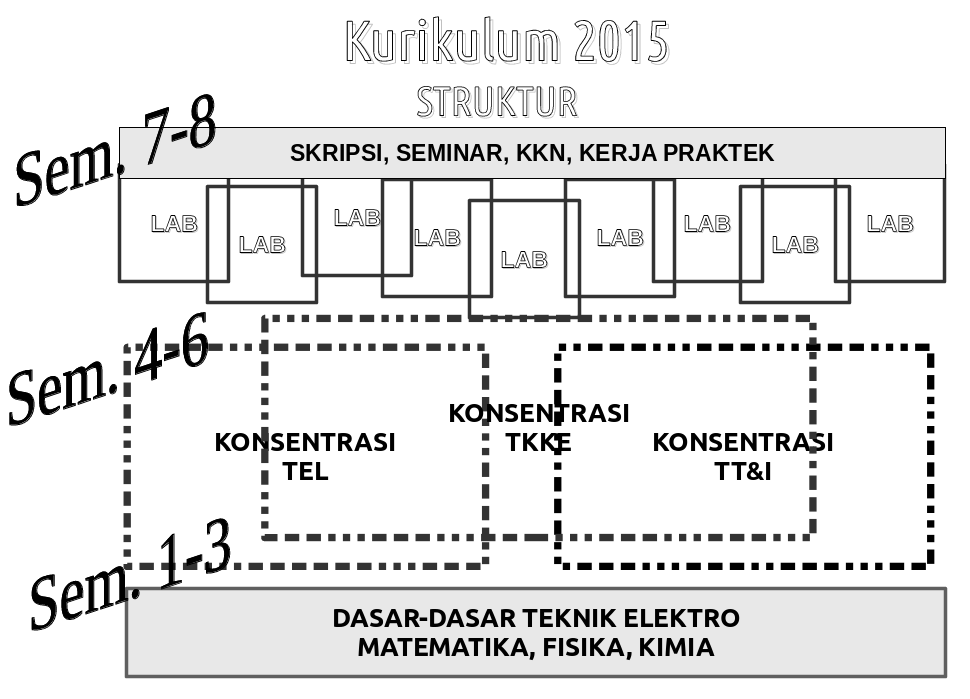 Kurikulum 2015
STRUKTUR
Sem. 7-8
SKRIPSI, SEMINAR, KKN, KERJA PRAKTEK
LAB
LAB
LAB
LAB
LAB
LAB
LAB
LAB
LAB
Sem. 4-6
KONSENTRASI
TEL
KONSENTRASI
TKKE
KONSENTRASI
TT&I
Sem. 1-3
DASAR-DASAR TEKNIK ELEKTRO
MATEMATIKA, FISIKA, KIMIA